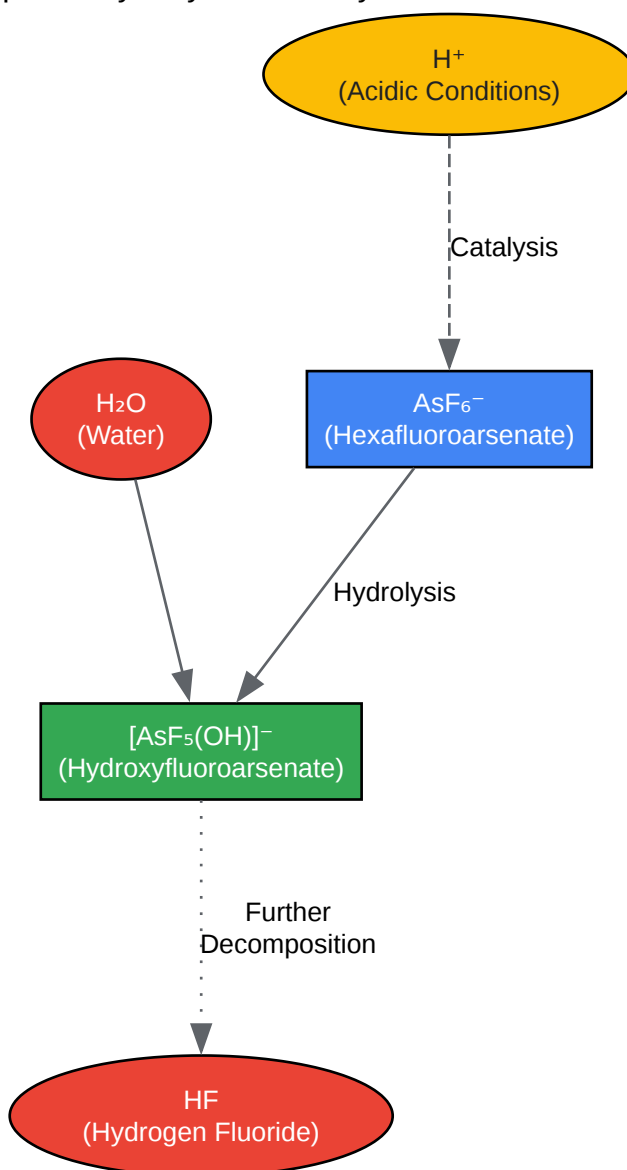 H⁺
(Acidic Conditions)
Catalysis
H₂O
(Water)
AsF₆⁻
(Hexafluoroarsenate)
Hydrolysis
[AsF₅(OH)]⁻
(Hydroxyfluoroarsenate)
Further
Decomposition
HF
(Hydrogen Fluoride)